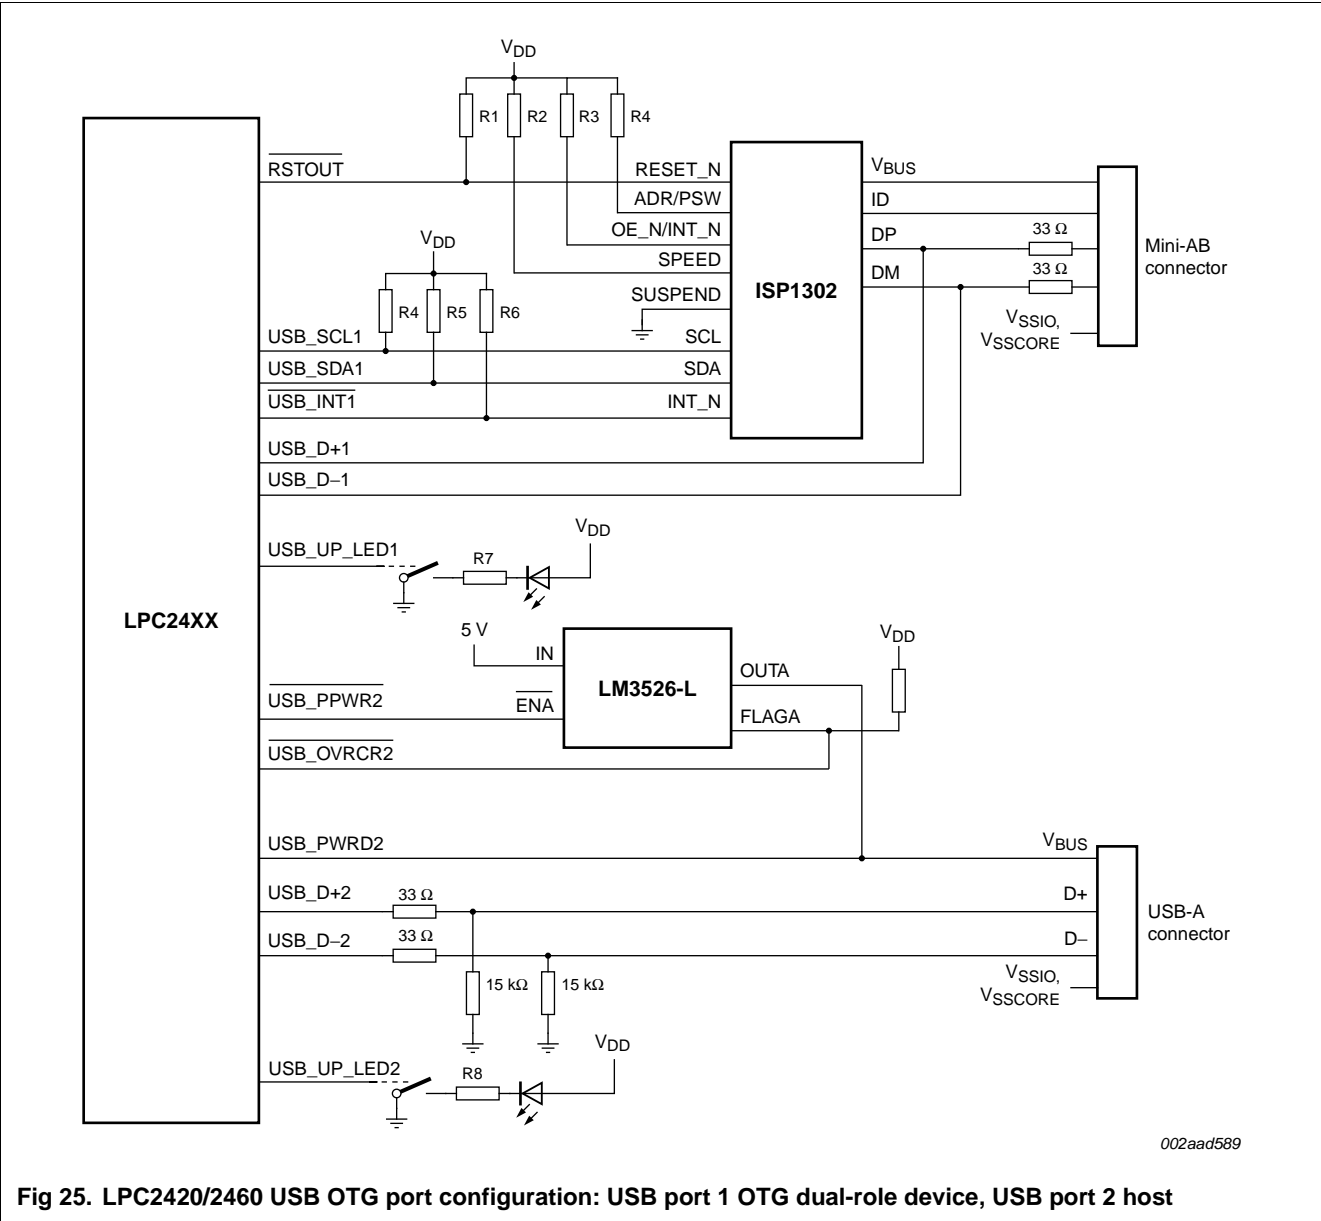 VDD
R1 R2 R3 R4
RSTOUT RESET_N VBUS
ADR/PSW ID
OE_N/INT_N DP 33 Ω
SPEED
VDD
SUSPEND DM 33 Ω
ISP1302
Mini-AB
connector
R4 R5 R6
VSSIO,
VSSCORE
USB_SCL1 SCL
USB_SDA1 SDA
USB_INT1 INT_N
USB_D+1
USB_D−1
VDD
USB_UP_LED1
R7
LPC24XX
5 V
IN
LM3526-L
OUTA
VDD
USB_PPWR2 ENA
FLAGA
USB_OVRCR2
USB_PWRD2 VBUS
USB_D+2 33 Ω D+
USB_D−2 33 Ω D−
USB-A
connector
15 kΩ 15 kΩ
VSSIO,
VSSCORE
VDD
USB_UP_LED2
R8
002aad589
Fig 25. LPC2420/2460 USB OTG port configuration: USB port 1 OTG dual-role device, USB port 2 host